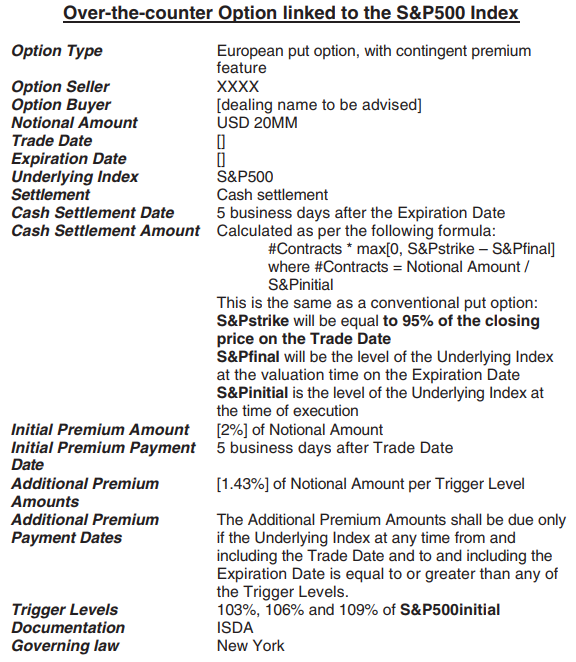 Over-the-counter Option linked to the S&P500 Index
Option Type European put option, with contingent premium
feature
Option Seller XXXX
Option Buyer [dealing name to be advised]
Notional Amount USD 20MM
Trade Date []
Expiration Date []
Underlying Index S&P500
Settlement Cash settlement
Cash Settlement Date 5 business days after the Expiration Date
Cash Settlement Amount Calculated as per the following formula:
#Contracts * max[0, S&Pstrike – S&Pfinal]
where #Contracts = Notional Amount /
S&Pinitial
This is the same as a conventional put option:
S&Pstrike will be equal to 95% of the closing
price on the Trade Date
S&Pfinal will be the level of the Underlying Index
at the valuation time on the Expiration Date
S&Pinitial is the level of the Underlying Index at
the time of execution
Initial Premium Amount [2%] of Notional Amount
Initial Premium Payment 5 business days after Trade Date
Date
Additional Premium [1.43%] of Notional Amount per Trigger Level
Amounts
Additional Premium The Additional Premium Amounts shall be due only
Payment Dates if the Underlying Index at any time from and
including the Trade Date and to and including the
Expiration Date is equal to or greater than any of
the Trigger Levels.
Trigger Levels 103%, 106% and 109% of S&P500initial
Documentation ISDA
Governing law New York